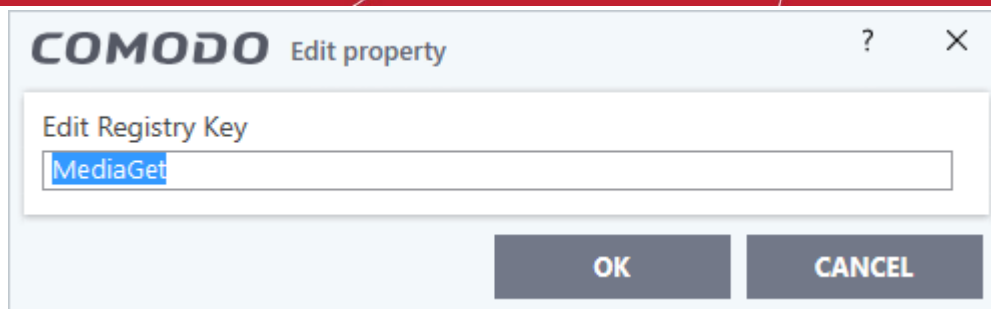 COMODO Edit property ? X
Edit Registry Key
MediaGet
OK CANCEL